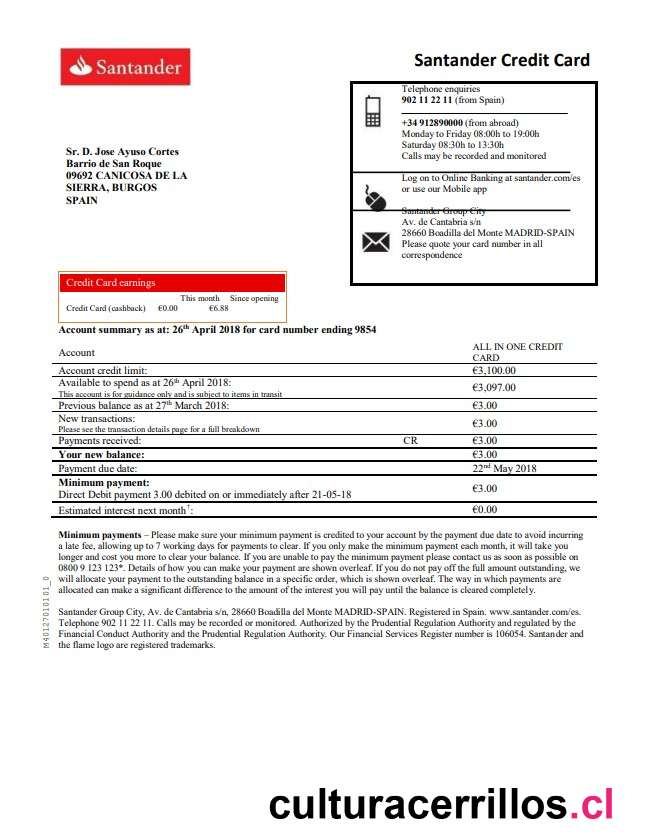 Santander
Santander Credit Card
Telephone enquiries
902 11 22 11 (from Spain)
+34 912890000 (from abroad)
Monday to Friday 08:00h to 19:00h
Saturday 08:30h to 13:30h
Calls may be recorded and monitored
Log on to Online Banking at santander.com/es
or use our Mobile app
Santander Group City
Av. de Cantabria s/n
28660 Boadilla del Monte MADRID-SPAIN
Please quote your card number in all
correspondence
Sr. D. Jose Ayuso Cortes
Barrio de San Roque
09692 CANICOSA DE LA
SIERRA, BURGOS
SPAIN
Credit Card earnings
This month Since opening
Credit Card (cashback) €0.00 €6.88
Account summary as at: 26th April 2018 for card number ending 9854
Account ALL IN ONE CREDIT
CARD
Account credit limit: €3,100.00
Available to spend as at 26th April 2018: €3,097.00
This account is for guidance only and is subject to items in transit
Previous balance as at 27th March 2018: €3.00
New transactions: €3.00
Please see the transaction details page for a full breakdown
Payments received: CR €3.00
Your new balance: €3.00
Payment due date: 22nd May 2018
Minimum payment: €3.00
Direct Debit payment 3.00 debited on or immediately after 21-05-18
Estimated interest next month†: €0.00
Minimum payments – Please make sure your minimum payment is credited to your account by the payment due date to avoid incurring
a late fee, allowing up to 7 working days for payments to clear. If you only make the minimum payment each month, it will take you
longer and cost you more to clear your balance. If you are unable to pay the minimum payment please contact us as soon as possible on
0800 9 123 123*. Details of how you can make your payment are shown overleaf. If you do not pay off the full amount outstanding, we
will allocate your payment to the outstanding balance in a specific order, which is shown overleaf. The way in which payments are
allocated can make a significant difference to the amount of the interest you will pay until the balance is cleared completely.
Santander Group City, Av. de Cantabria s/n, 28660 Boadilla del Monte MADRID-SPAIN. Registered in Spain. www.santander.com/es.
Telephone 902 11 22 11. Calls may be recorded or monitored. Authorized by the Prudential Regulation Authority and regulated by the
Financial Conduct Authority and the Prudential Regulation Authority. Our Financial Services Register number is 106054. Santander and
the flame logo are registered trademarks.
M40127010101_0
culturacerrillos.cl